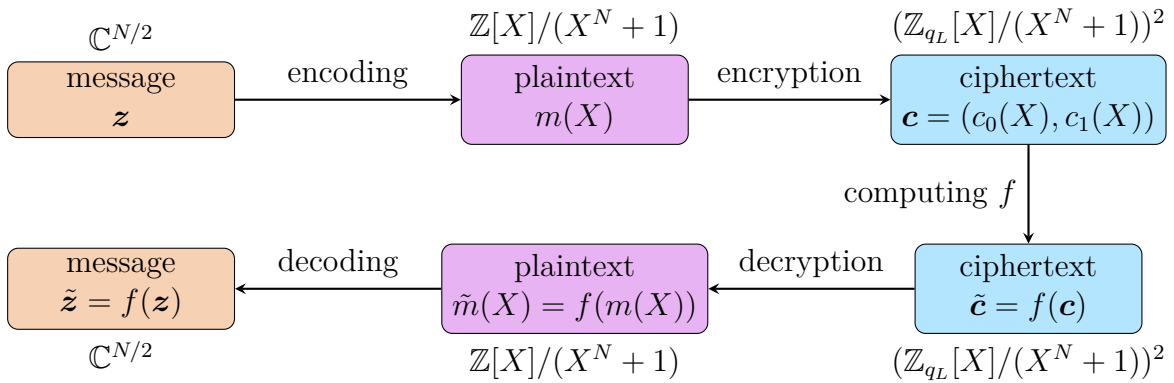 ℂ^{N/2} ℤ[X]/(X^N + 1) (ℤ_{q_L}[X]/(X^N + 1))^2
message encoding plaintext encryption ciphertext
𝒛 m(X) 𝒄 = (c_0(X), c_1(X))
computing f
message decoding plaintext decryption ciphertext
𝒛̃ = f(𝒛) m̃(X) = f(m(X)) 𝒄̃ = f(𝒄)
ℂ^{N/2} ℤ[X]/(X^N + 1) (ℤ_{q_L}[X]/(X^N + 1))^2